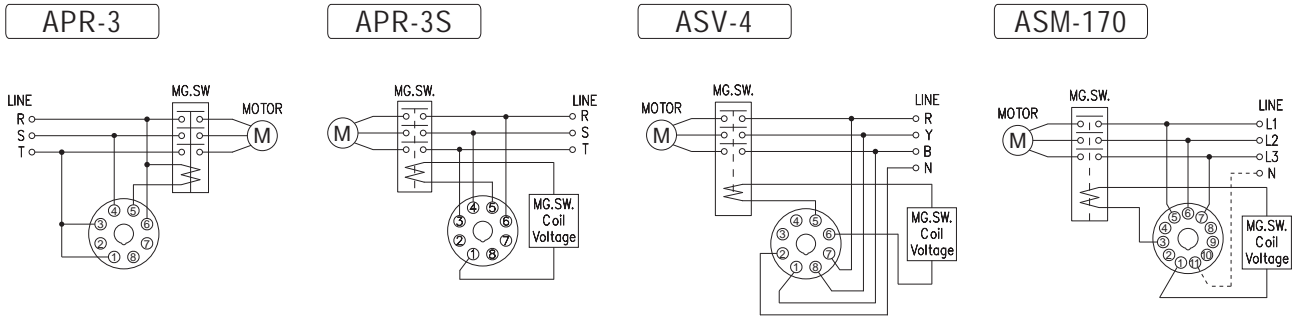 APR-3
APR-3S
ASV-4
ASM-170
MG.SW
LINE
MOTOR
R
S
T
M
4 5
3 6
2 7
1 8
MG.SW.
LINE
R
S
T
M
4 5
3 6
2 7
1 8
MG.SW.
Coil
Voltage
MG.SW.
MOTOR
LINE
R
Y
B
N
M
4 5
3 6
2 7
1 8
MG.SW.
Coil
Voltage
MG.SW.
MOTOR
LINE
L1
L2
L3
N
M
5 6 7
4 8
3 9
2 10
1 11
MG.SW.
Coil
Voltage